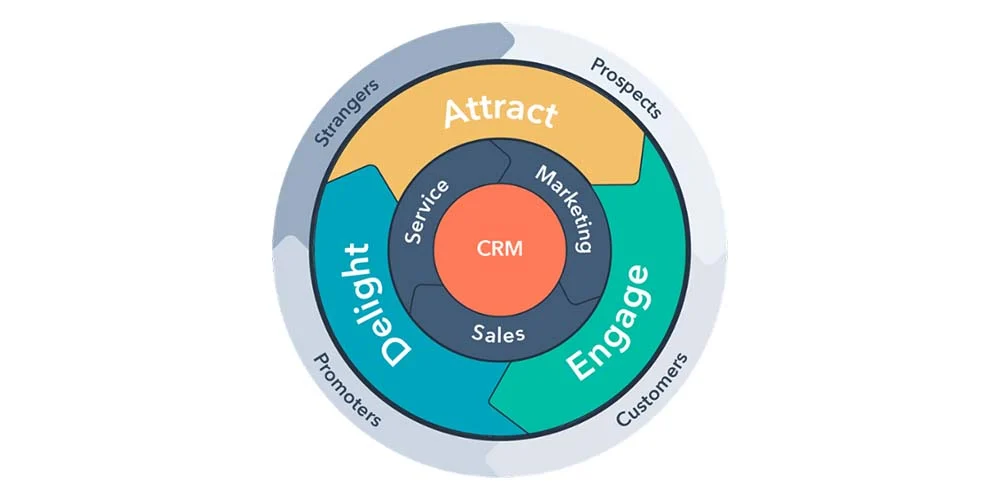 Strangers
Prospects
Customers
Promoters
Attract
Engage
Delight
Marketing
Sales
Service
CRM